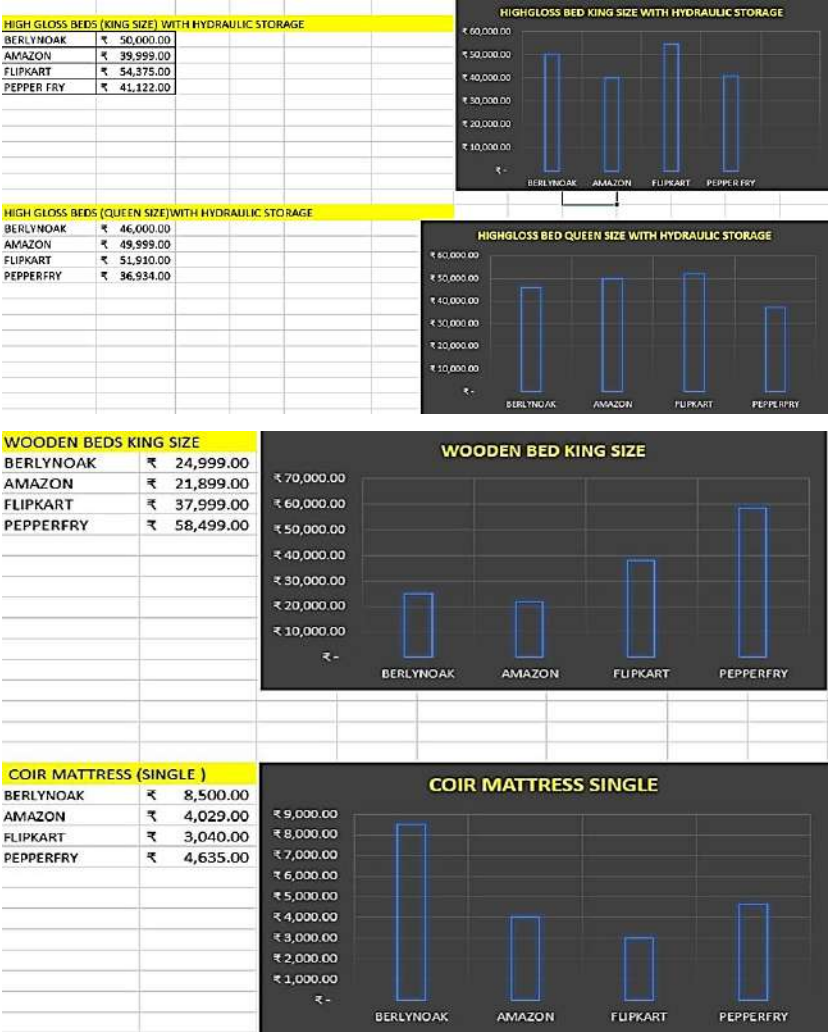 HIGH GLOSS BEDS (KING SIZE) WITH HYDRAULIC STORAGE
BERLYNOAK ₹ 50,000.00
AMAZON ₹ 39,999.00
FLIPKART ₹ 54,375.00
PEPPER FRY ₹ 41,122.00
HIGHGLOSS BED KING SIZE WITH HYDRAULIC STORAGE
₹ 60,000.00
₹ 50,000.00
₹ 40,000.00
₹ 30,000.00
₹ 20,000.00
₹ 10,000.00
₹ -
BERLYNOAK AMAZON FLIPKART PEPPER FRY
HIGH GLOSS BEDS (QUEEN SIZE)WITH HYDRAULIC STORAGE
BERLYNOAK ₹ 46,000.00
AMAZON ₹ 49,999.00
FLIPKART ₹ 51,910.00
PEPPERFRY ₹ 36,934.00
HIGHGLOSS BED QUEEN SIZE WITH HYDRAULIC STORAGE
₹ 60,000.00
₹ 50,000.00
₹ 40,000.00
₹ 30,000.00
₹ 20,000.00
₹ 10,000.00
₹ -
BERLYNOAK AMAZON FLIPKART PEPPERFRY
WOODEN BEDS KING SIZE
BERLYNOAK ₹ 24,999.00
AMAZON ₹ 21,899.00
FLIPKART ₹ 37,999.00
PEPPERFRY ₹ 58,499.00
WOODEN BED KING SIZE
₹ 70,000.00
₹ 60,000.00
₹ 50,000.00
₹ 40,000.00
₹ 30,000.00
₹ 20,000.00
₹ 10,000.00
₹ -
BERLYNOAK AMAZON FLIPKART PEPPERFRY
COIR MATTRESS (SINGLE )
BERLYNOAK ₹ 8,500.00
AMAZON ₹ 4,029.00
FLIPKART ₹ 3,040.00
PEPPERFRY ₹ 4,635.00
COIR MATTRESS SINGLE
₹ 9,000.00
₹ 8,000.00
₹ 7,000.00
₹ 6,000.00
₹ 5,000.00
₹ 4,000.00
₹ 3,000.00
₹ 2,000.00
₹ 1,000.00
₹ -
BERLYNOAK AMAZON FLIPKART PEPPERFRY